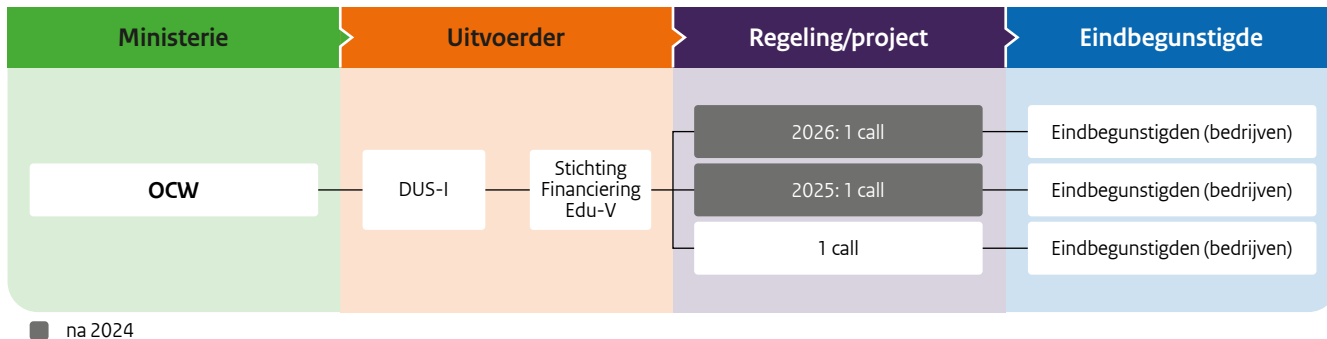 Ministerie
Uitvoerder
Regeling/project
Eindbegunstigde
OCW
DUS-I
Stichting
Financiering
Edu-V
2026: 1 call
Eindbegunstigden (bedrijven)
2025: 1 call
Eindbegunstigden (bedrijven)
1 call
Eindbegunstigden (bedrijven)
na 2024